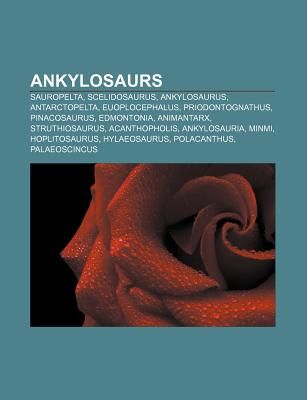 ANKYLOSAURS
SAUROPELTA, SCELIDOSAURUS, ANKYLOSAURUS,
ANTARCTOPELTA, EUOPLOCEPHALUS, PRIODONTOGNATHUS,
PINACOSAURUS, EDMONTONIA, ANIMANTARX,
STRUTHIOSAURUS, ACANTHOPHOLIS, ANKYLOSAURIA, MINMI,
HOPLITOSAURUS, HYLAEOSAURUS, POLACANTHUS,
PALAEOSCINCUS